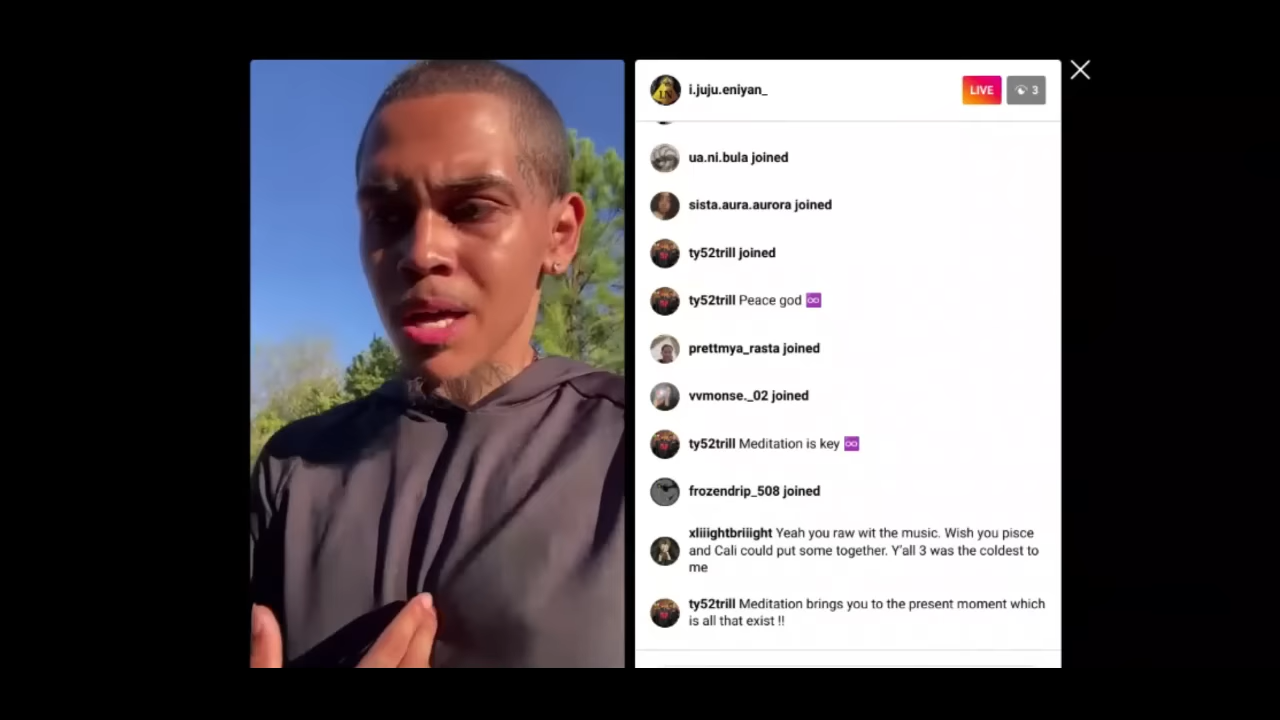 i.juju.eniyan_
LIVE
3
ua.ni.bula joined
sista.aura.aurora joined
ty52trill joined
ty52trill Peace god ♾️
prettmya_rasta joined
vvmonse._02 joined
ty52trill Meditation is key ♾️
frozendrip_508 joined
xliiightbriiight Yeah you raw wit the music. Wish you pisce
and Cali could put some together. Y'all 3 was the coldest to
me
ty52trill Meditation brings you to the present moment which
is all that exist !!